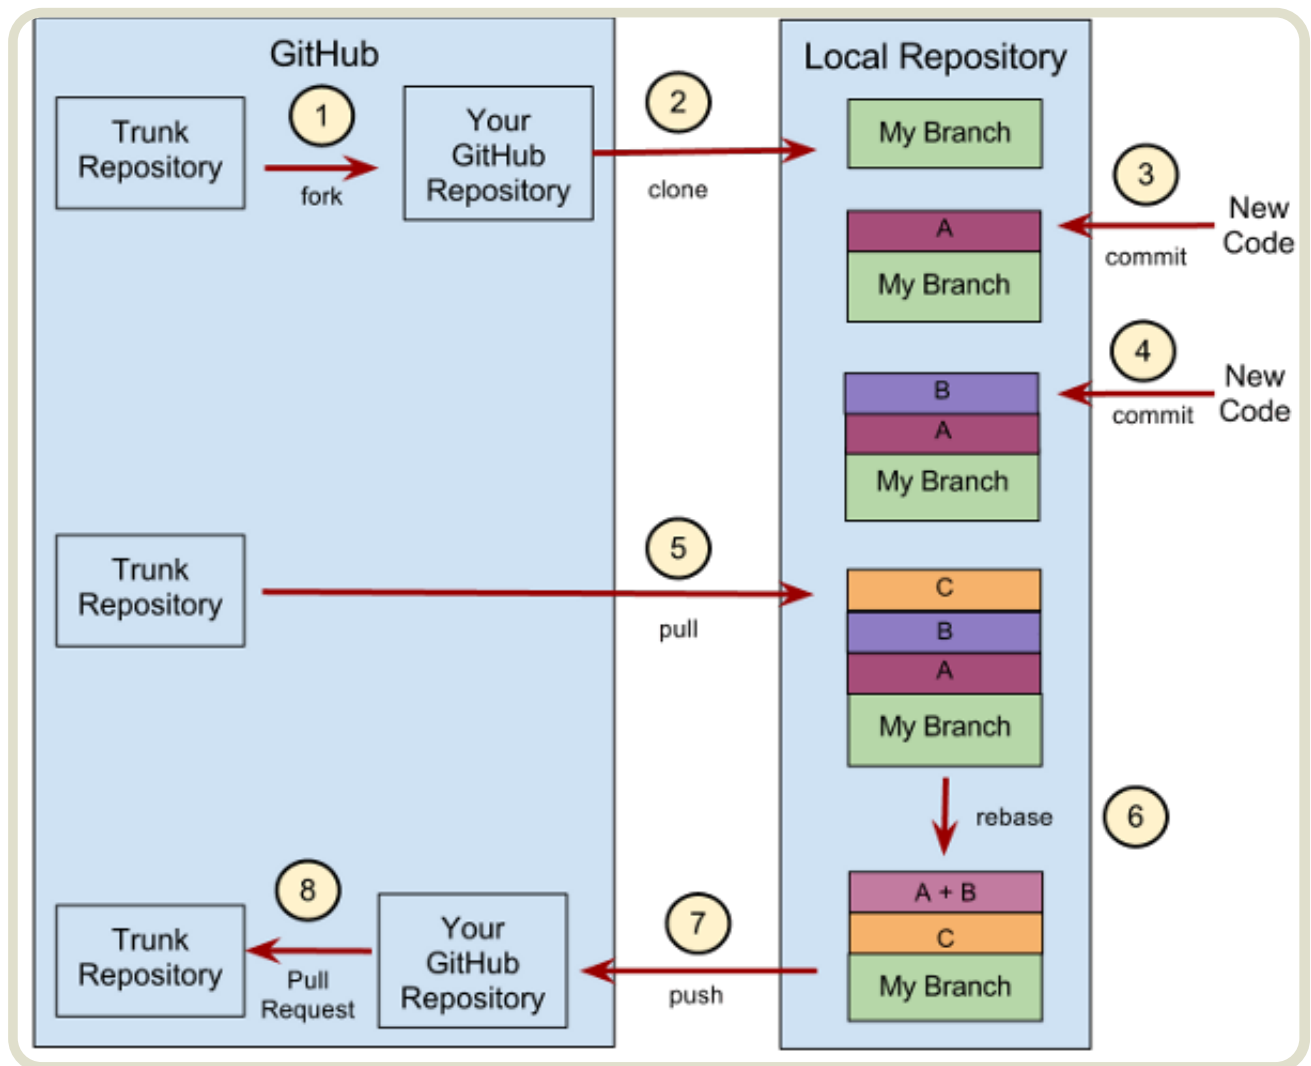 GitHub
Local Repository
Trunk
Repository
1
fork
Your
GitHub
Repository
2
clone
My Branch
3
commit
New
Code
A
My Branch
4
commit
New
Code
B
A
My Branch
Trunk
Repository
5
pull
C
B
A
My Branch
rebase
6
A + B
C
My Branch
7
push
Your
GitHub
Repository
8
Pull
Request
Trunk
Repository